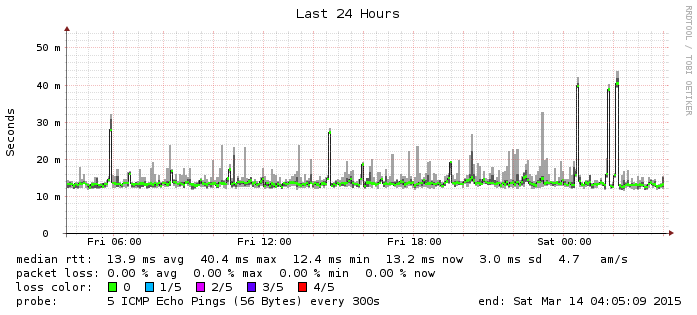 Last 24 Hours
RRDTOOL / TOBI OETIKER
Seconds
50 m
40 m
30 m
20 m
10 m
0
Fri 06:00 Fri 12:00 Fri 18:00 Sat 00:00
median rtt: 13.9 ms avg 40.4 ms max 12.4 ms min 13.2 ms now 3.0 ms sd 4.7 am/s
packet loss: 0.00 % avg 0.00 % max 0.00 % min 0.00 % now
loss color: 0 1/5 2/5 3/5 4/5
probe: 5 ICMP Echo Pings (56 Bytes) every 300s end: Sat Mar 14 04:05:09 2015